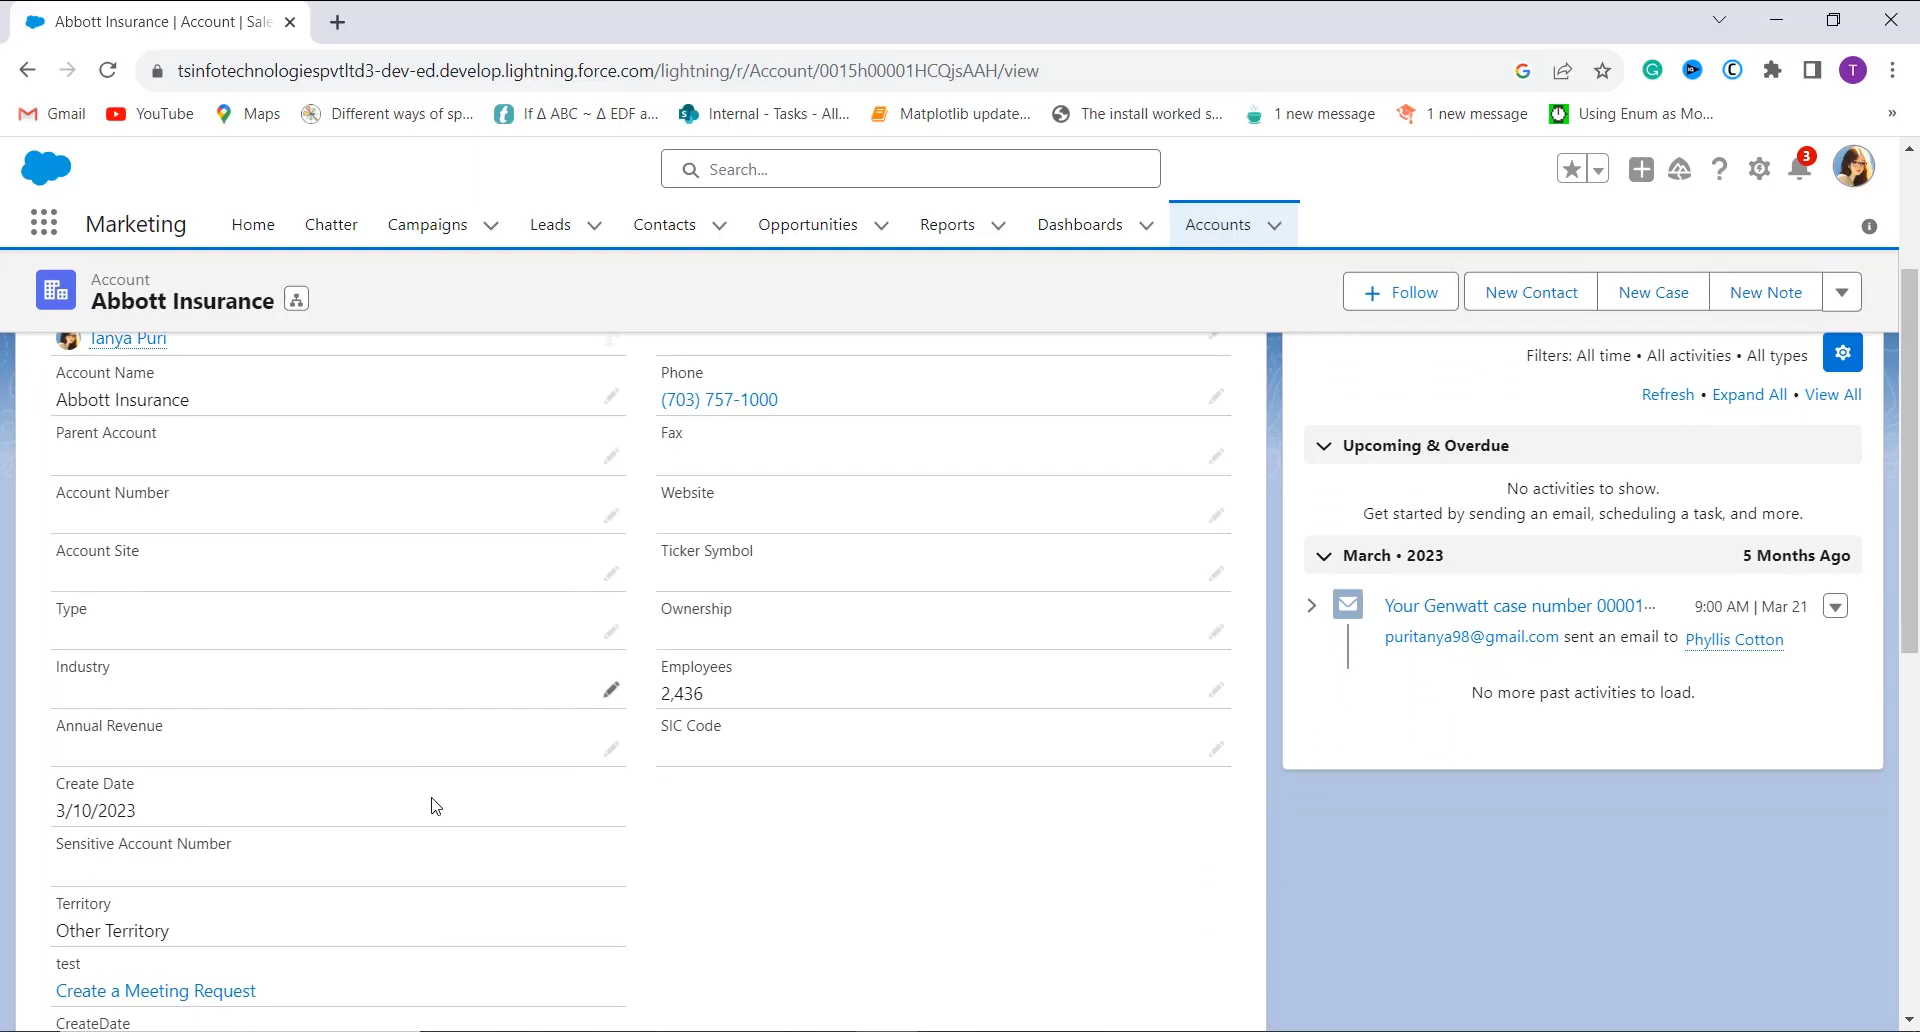 Abbott Insurance | Account | Sale
tsinfotechnologiespvtltd3-dev-ed.develop.lightning.force.com/lightning/r/Account/0015h00001HCQjsAAH/view
T
Gmail YouTube Maps Different ways of sp... If Δ ABC ~ Δ EDF a... Internal - Tasks - All... Matplotlib update... The install worked s... 1 new message 1 new message Using Enum as Mo... »
Search...
3
Marketing Home Chatter Campaigns Leads Contacts Opportunities Reports Dashboards Accounts
Account
Abbott Insurance
Follow New Contact New Case New Note
Tanya Puri
Account Name
Abbott Insurance
Parent Account
Account Number
Account Site
Type
Industry
Annual Revenue
Create Date
3/10/2023
Sensitive Account Number
Territory
Other Territory
test
Create a Meeting Request
CreateDate
Phone
(703) 757-1000
Fax
Website
Ticker Symbol
Ownership
Employees
2,436
SIC Code
Filters: All time • All activities • All types
Refresh • Expand All • View All
Upcoming & Overdue
No activities to show.
Get started by sending an email, scheduling a task, and more.
March • 2023 5 Months Ago
Your Genwatt case number 00001... 9:00 AM | Mar 21
puritanya98@gmail.com sent an email to Phyllis Cotton
No more past activities to load.